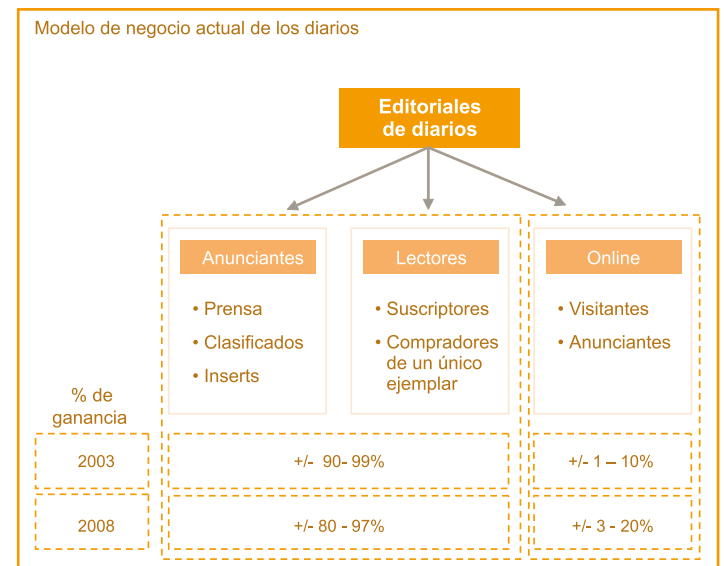 Modelo de negocio actual de los diarios
Editoriales
de diarios
Anunciantes
• Prensa
• Clasificados
• Inserts
Lectores
• Suscriptores
• Compradores
de un único
ejemplar
Online
• Visitantes
• Anunciantes
% de
ganancia
2003
+/- 90- 99%
+/- 1 – 10%
2008
+/- 80 - 97%
+/- 3 - 20%